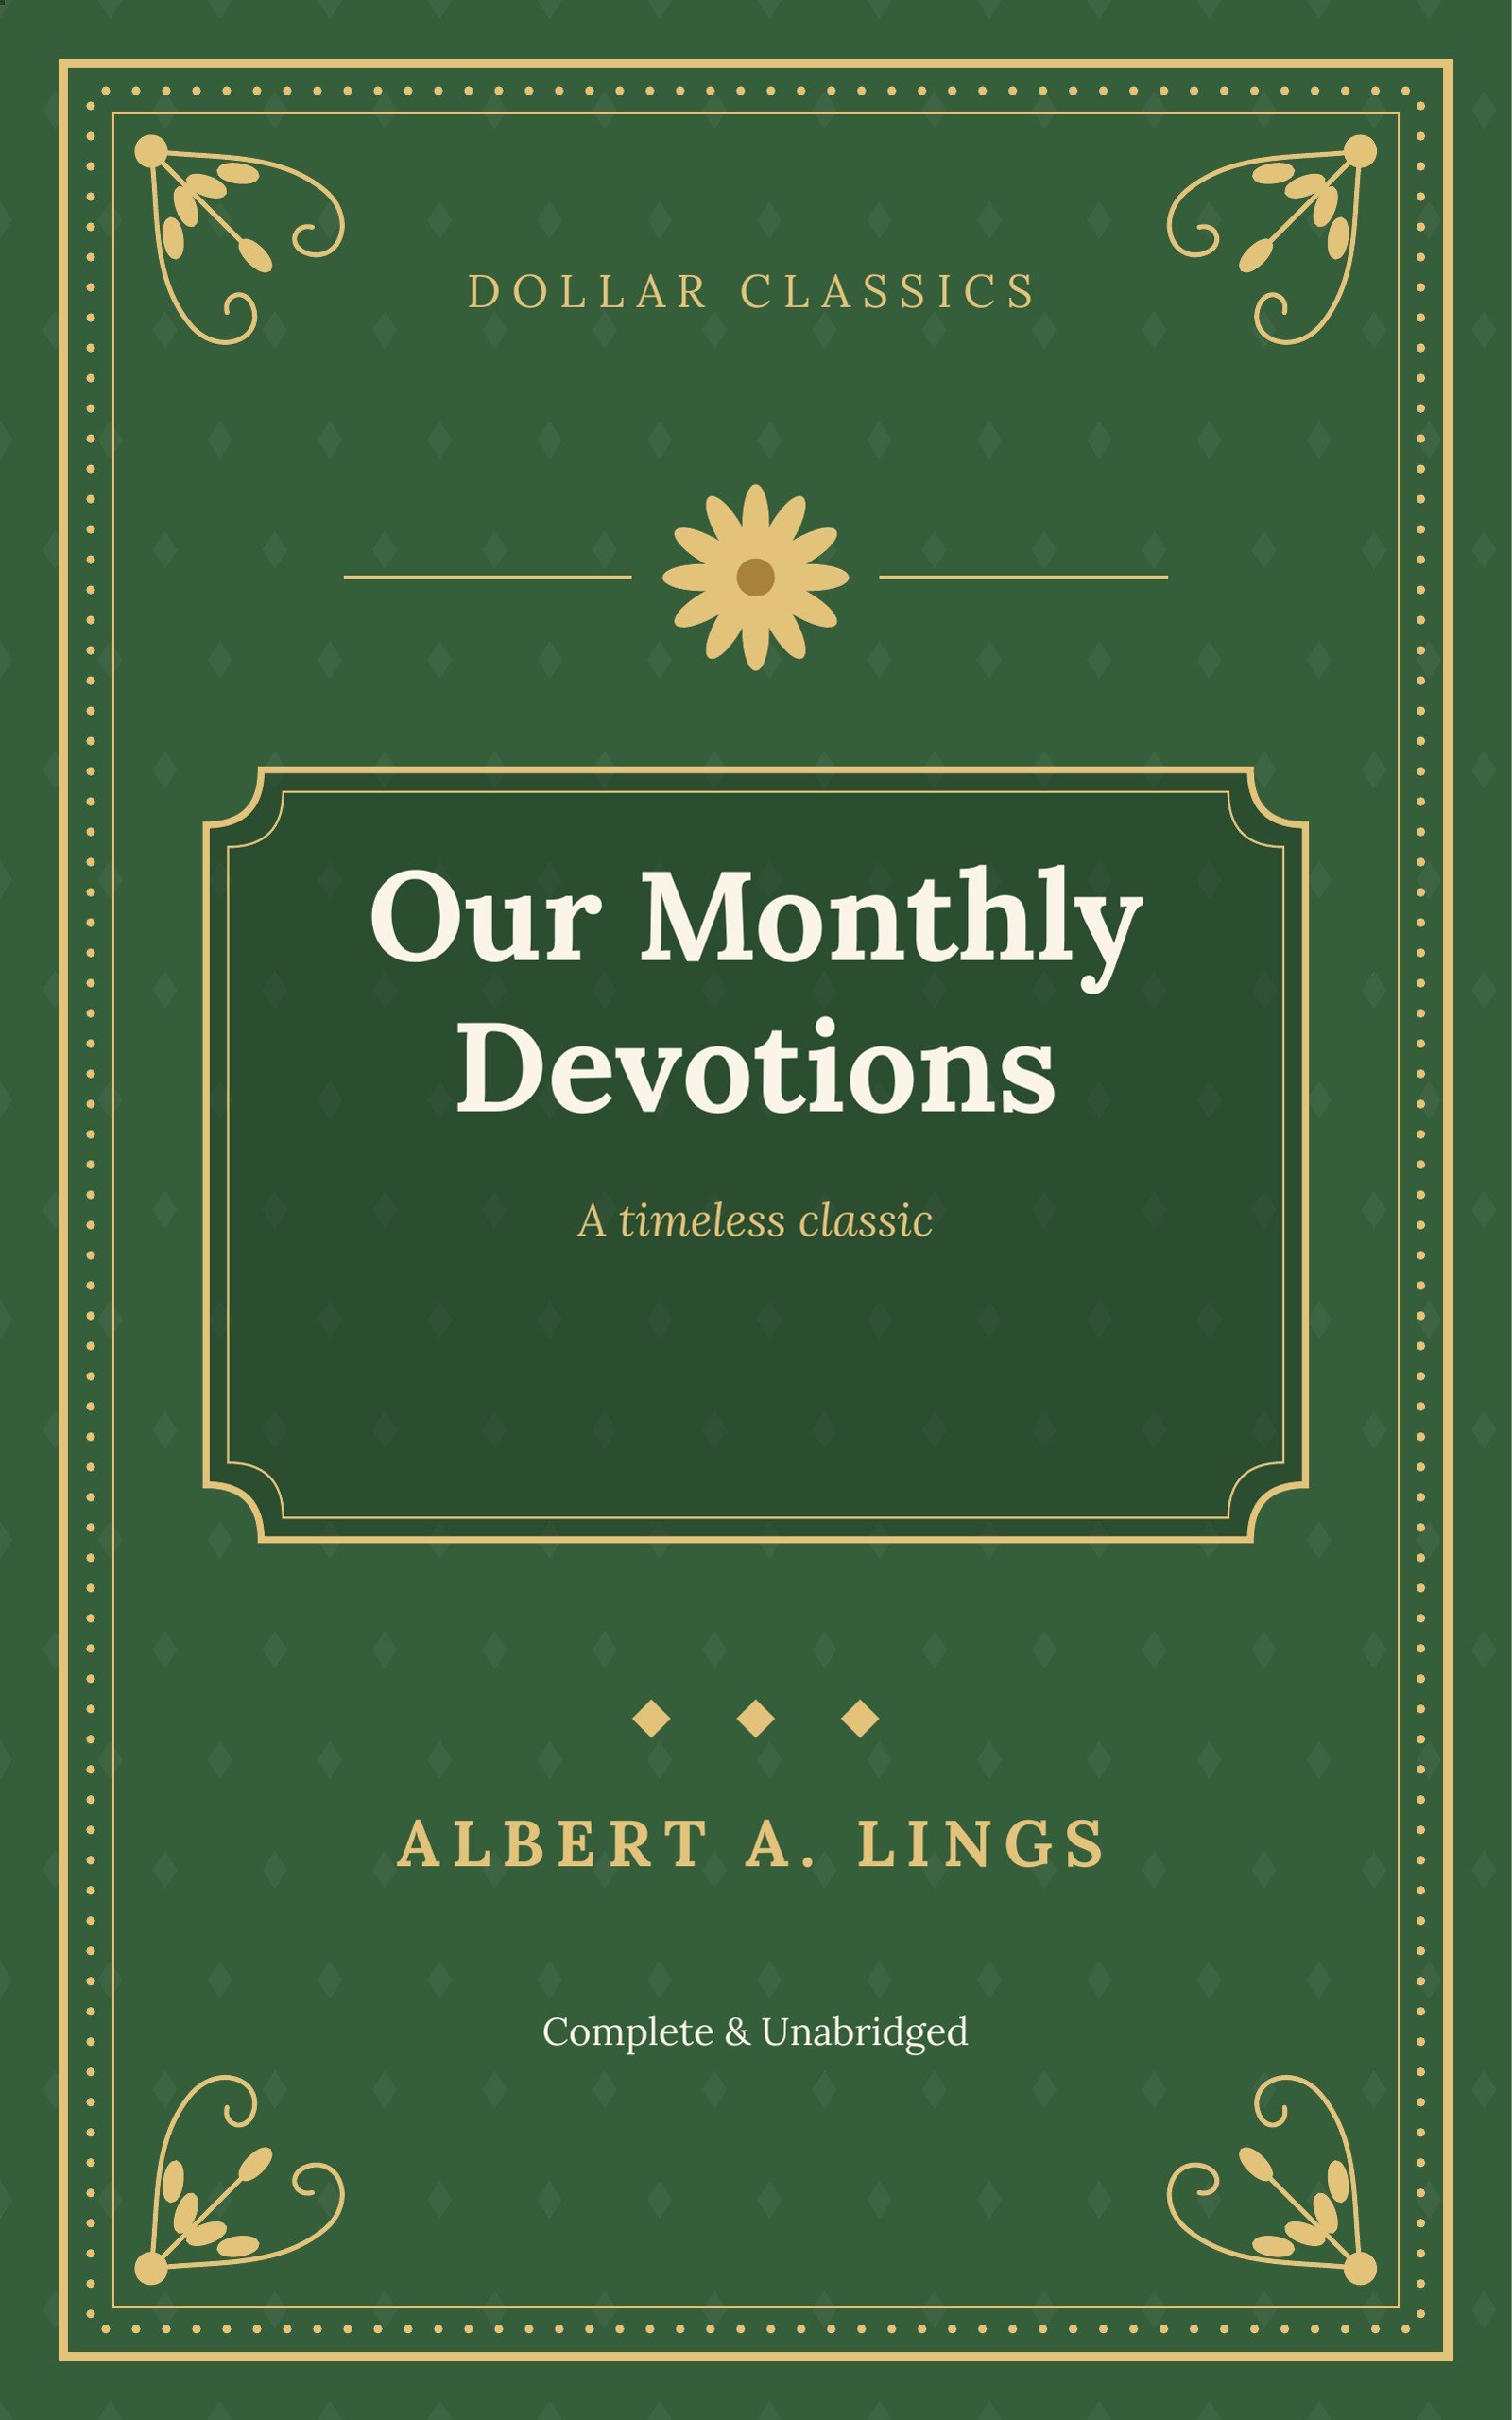 DOLLAR CLASSICS
Our Monthly
Devotions
A timeless classic
ALBERT A. LINGS
Complete & Unabridged